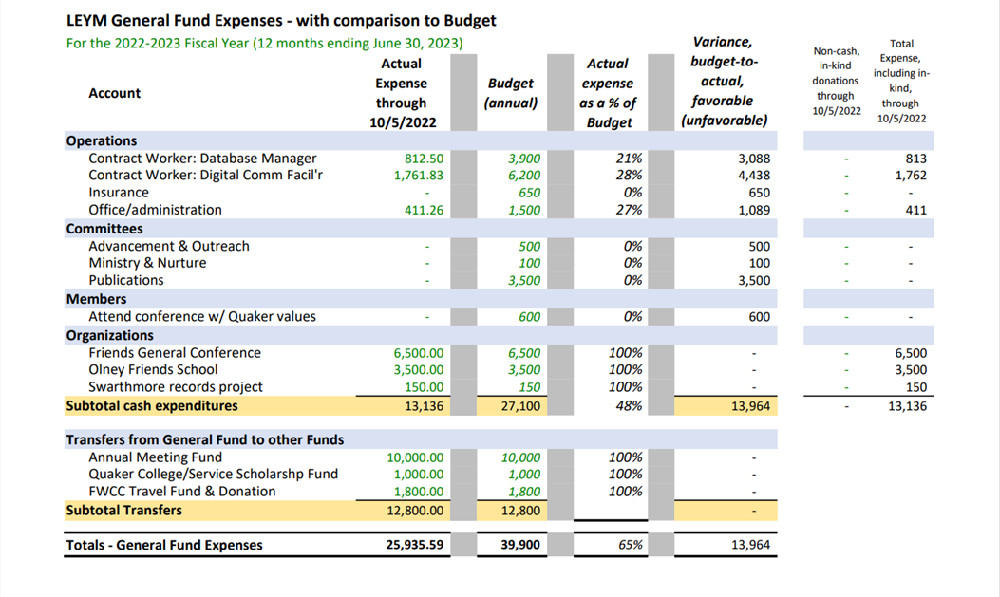 LEYM General Fund Expenses - with comparison to Budget
For the 2022-2023 Fiscal Year (12 months ending June 30, 2023)
Account
Actual
Expense
through
10/5/2022
Budget
(annual)
Actual
expense
as a % of
Budget
Variance,
budget-to-
actual,
favorable
(unfavorable)
Non-cash,
in-kind
donations
through
10/5/2022
Total
Expense,
including in-
kind,
through
10/5/2022
Operations
Contract Worker: Database Manager 812.50 3,900 21% 3,088 - 813
Contract Worker: Digital Comm Facil'r 1,761.83 6,200 28% 4,438 - 1,762
Insurance - 650 0% 650 - -
Office/administration 411.26 1,500 27% 1,089 - 411
Committees
Advancement & Outreach - 500 0% 500 - -
Ministry & Nurture - 100 0% 100 - -
Publications - 3,500 0% 3,500 - -
Members
Attend conference w/ Quaker values - 600 0% 600 - -
Organizations
Friends General Conference 6,500.00 6,500 100% - - 6,500
Olney Friends School 3,500.00 3,500 100% - - 3,500
Swarthmore records project 150.00 150 100% - - 150
Subtotal cash expenditures 13,136 27,100 48% 13,964 - 13,136
Transfers from General Fund to other Funds
Annual Meeting Fund 10,000.00 10,000 100% -
Quaker College/Service Scholarshp Fund 1,000.00 1,000 100% -
FWCC Travel Fund & Donation 1,800.00 1,800 100% -
Subtotal Transfers 12,800.00 12,800 -
Totals - General Fund Expenses 25,935.59 39,900 65% 13,964